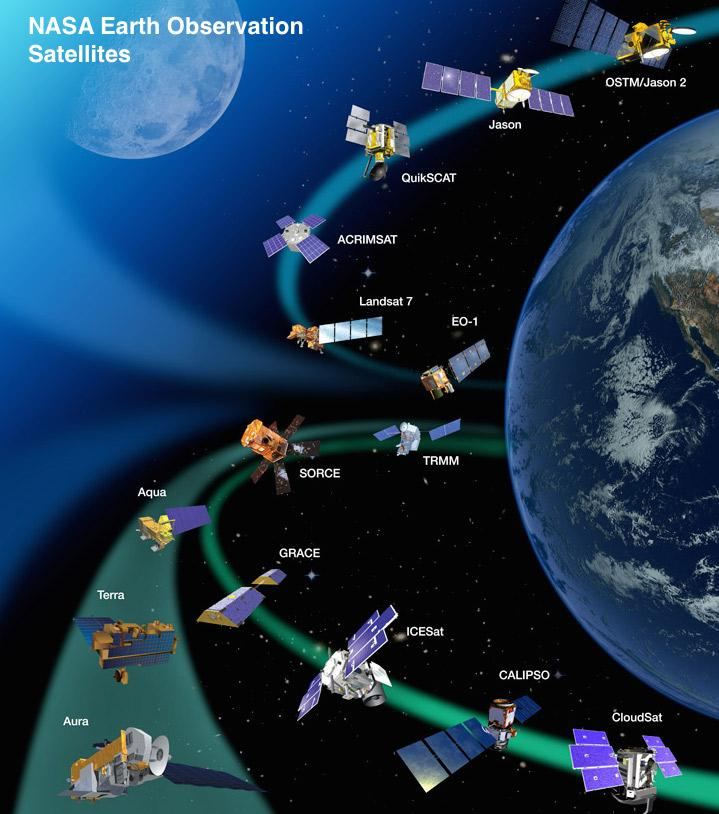 NASA Earth Observation
Satellites
OSTM/Jason 2
Jason
QuikSCAT
ACRIMSAT
Landsat 7
EO-1
SORCE
TRMM
Aqua
GRACE
Terra
ICESat
CALIPSO
Aura
CloudSat